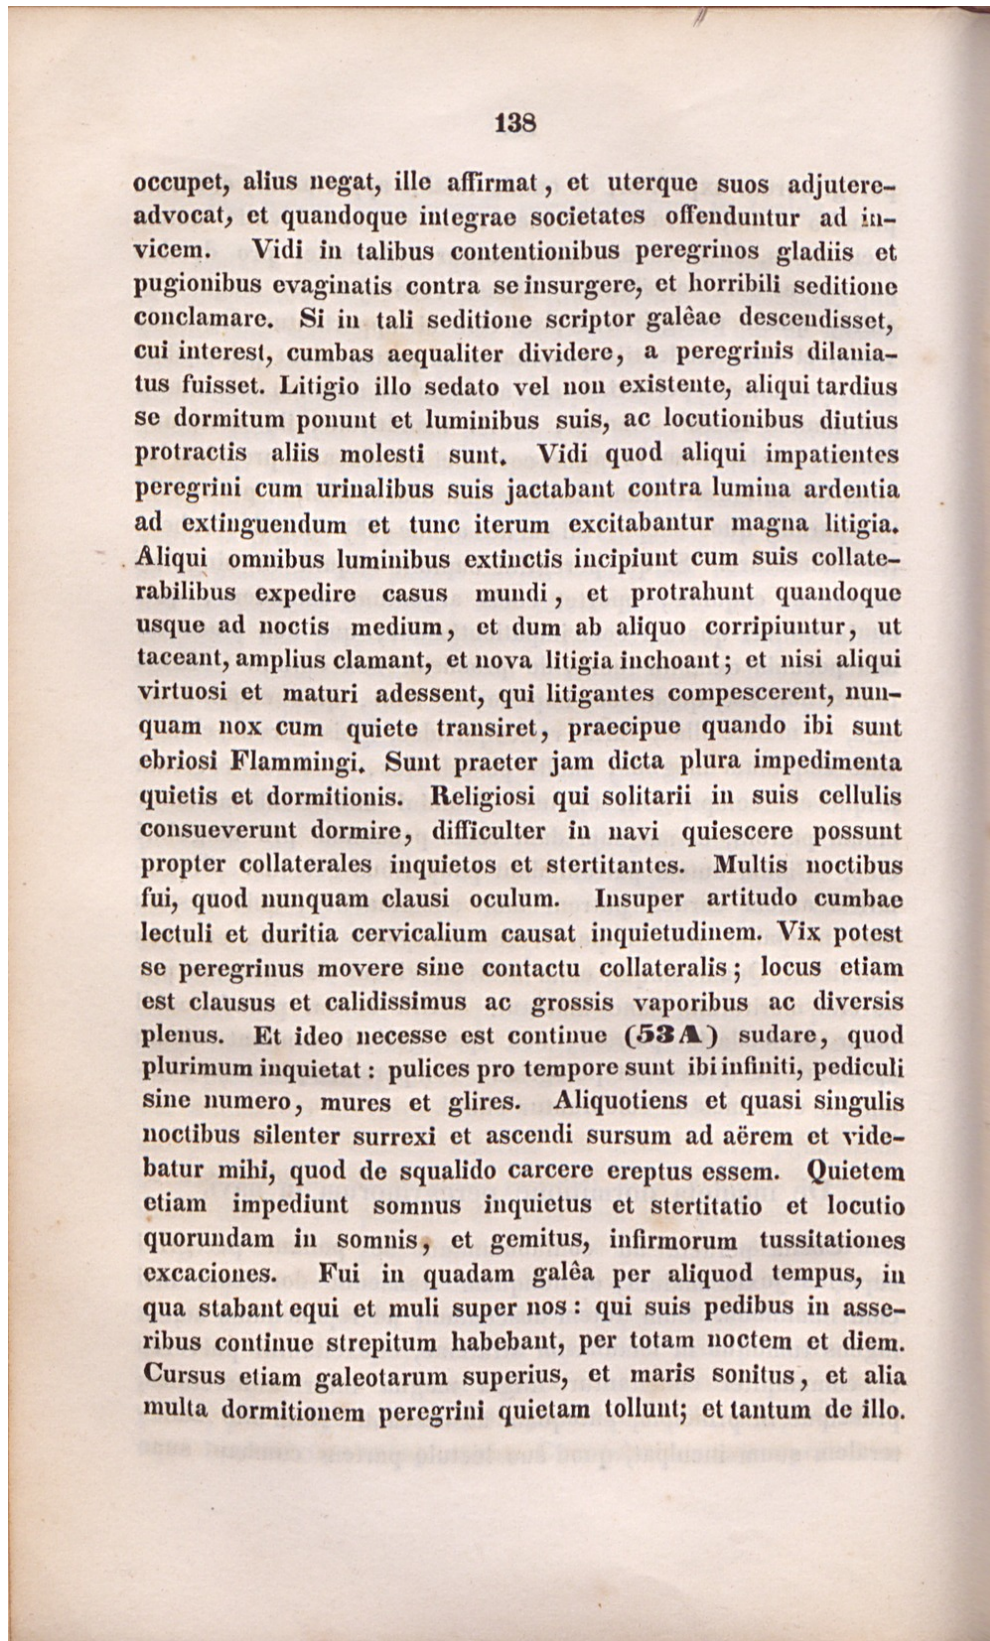 138
occupet, alius negat, ille affirmat, et uterque suos adjutere-
advocat, et quandoque integrae societates offenduntur ad in-
vicem. Vidi in talibus contentionibus peregrinos gladiis et
pugionibus evaginatis contra se insurgere, et horribili seditione
conclamare. Si in tali seditione scriptor galêae descendisset,
cui interest, cumbas aequaliter dividere, a peregrinis dilania-
tus fuisset. Litigio illo sedato vel non existente, aliqui tardius
se dormitum ponunt et luminibus suis, ac locutionibus diutius
protractis aliis molesti sunt. Vidi quod aliqui impatientes
peregrini cum urinalibus suis jactabant contra lumina ardentia
ad extinguendum et tunc iterum excitabantur magna litigia.
Aliqui omnibus luminibus extinctis incipiunt cum suis collate-
rabilibus expedire casus mundi, et protrahunt quandoque
usque ad noctis medium, et dum ab aliquo corripiuntur, ut
taceant, amplius clamant, et nova litigia inchoant; et nisi aliqui
virtuosi et maturi adessent, qui litigantes compescerent, nun-
quam nox cum quiete transiret, praecipue quando ibi sunt
ebriosi Flammingi. Sunt praeter jam dicta plura impedimenta
quietis et dormitionis. Religiosi qui solitarii in suis cellulis
consueverunt dormire, difficulter in navi quiescere possunt
propter collaterales inquietos et stertitantes. Multis noctibus
fui, quod nunquam clausi oculum. Insuper artitudo cumbae
lectuli et duritia cervicalium causat inquietudinem. Vix potest
se peregrinus movere sine contactu collateralis; locus etiam
est clausus et calidissimus ac grossis vaporibus ac diversis
plenus. Et ideo necesse est continue (53 A) sudare, quod
plurimum inquietat: pulices pro tempore sunt ibi infiniti, pediculi
sine numero, mures et glires. Aliquotiens et quasi singulis
noctibus silenter surrexi et ascendi sursum ad aërem et vide-
batur mihi, quod de squalido carcere ereptus essem. Quietem
etiam impediunt somnus inquietus et stertitatio et locutio
quorundam in somnis, et gemitus, infirmorum tussitationes
excaciones. Fui in quadam galêa per aliquod tempus, in
qua stabant equi et muli super nos: qui suis pedibus in asse-
ribus continue strepitum habebant, per totam noctem et diem.
Cursus etiam galeotarum superius, et maris sonitus, et alia
multa dormitionem peregrini quietam tollunt; et tantum de illo.